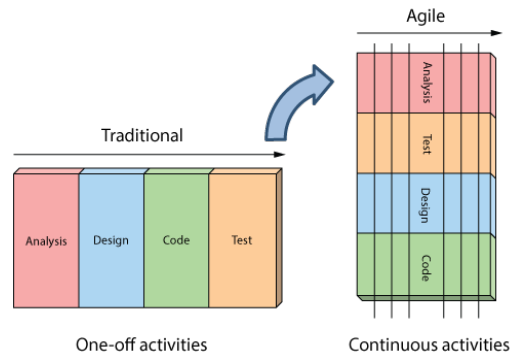 Agile
Analysis
Test
Design
Code
Traditional
Analysis
Design
Code
Test
One-off activities
Continuous activities